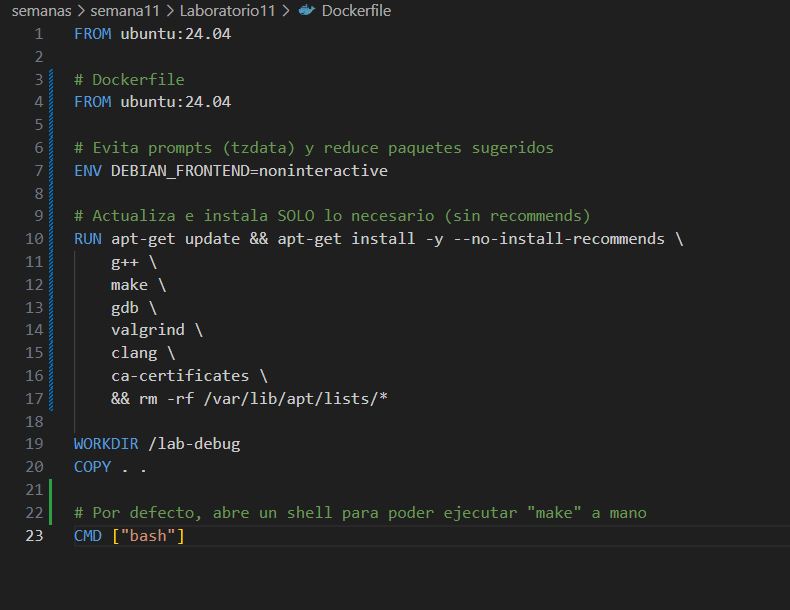 semanas > semana11 > Laboratorio11 > Dockerfile
1 FROM ubuntu:24.04
2
3 # Dockerfile
4 FROM ubuntu:24.04
5
6 # Evita prompts (tzdata) y reduce paquetes sugeridos
7 ENV DEBIAN_FRONTEND=noninteractive
8
9 # Actualiza e instala SOLO lo necesario (sin recommends)
10 RUN apt-get update && apt-get install -y --no-install-recommends \
11     g++ \
12     make \
13     gdb \
14     valgrind \
15     clang \
16     ca-certificates \
17     && rm -rf /var/lib/apt/lists/*
18
19 WORKDIR /lab-debug
20 COPY . .
21
22 # Por defecto, abre un shell para poder ejecutar "make" a mano
23 CMD ["bash"]